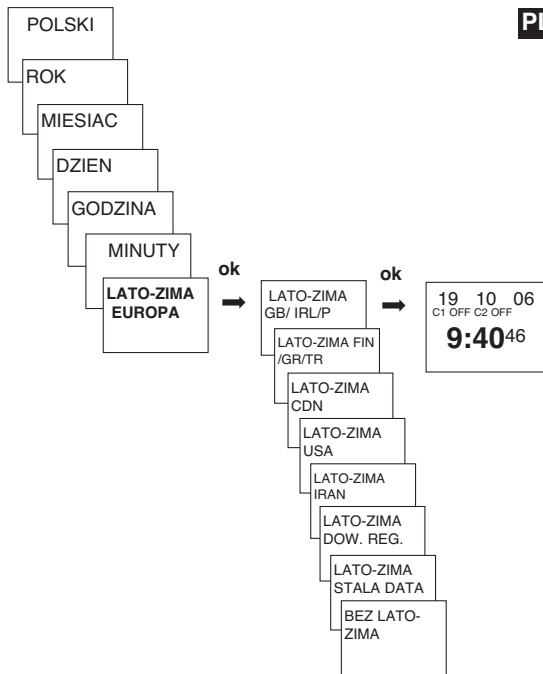 POLSKI
ROK
MIESIAC
DZIEN
GODZINA
MINUTY
LATO-ZIMA
EUROPA
ok
LATO-ZIMA
GB/ IRL/P
LATO-ZIMA FIN
/GR/TR
LATO-ZIMA
CDN
LATO-ZIMA
USA
LATO-ZIMA
IRAN
LATO-ZIMA
DOW. REG.
LATO-ZIMA
STALA DATA
BEZ LATO-
ZIMA
ok
19 10 06
C1 OFF C2 OFF
9:40 46